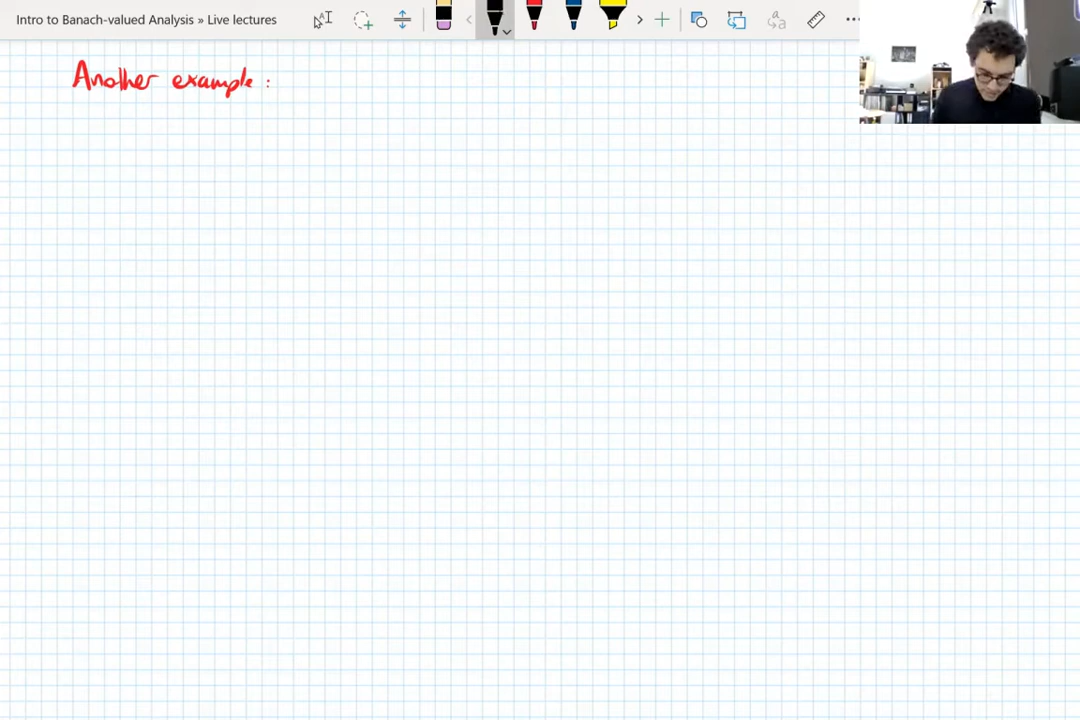 Intro to Banach-valued Analysis » Live lectures
Another example :